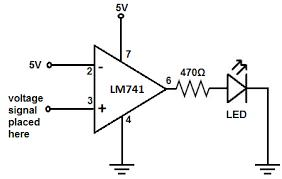 5V
7
5V
2
-
LM741
6
470Ω
voltage
signal
placed
here
3
+
4
LED